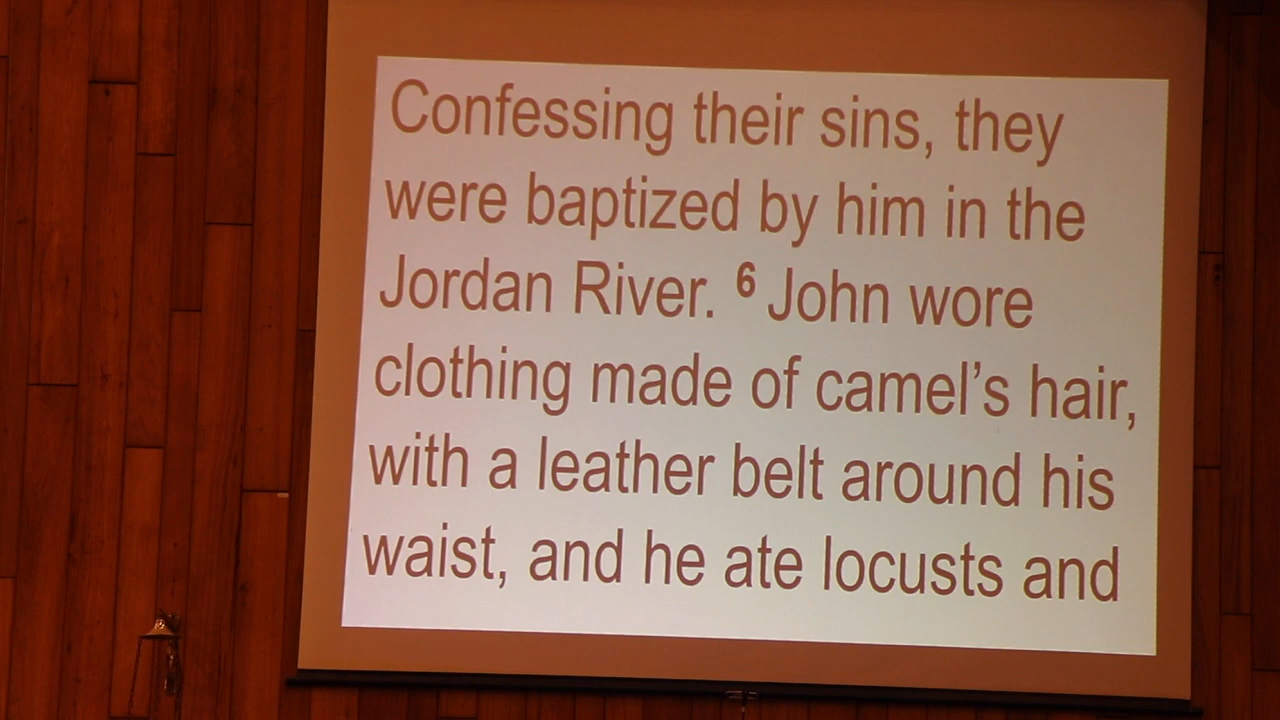 Confessing their sins, they
were baptized by him in the
Jordan River. 6 John wore
clothing made of camel’s hair,
with a leather belt around his
waist, and he ate locusts and